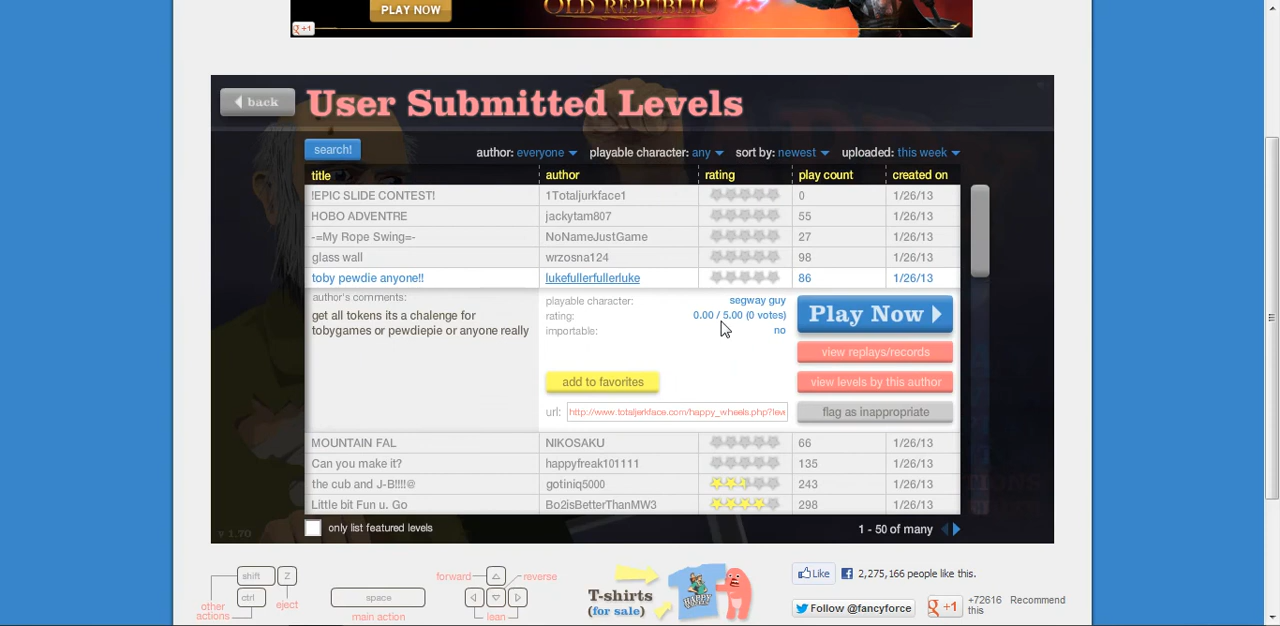 PLAY NOW
OLD REPUBLIC
+1
back
User Submitted Levels
search!
author: everyone playable character: any sort by: newest uploaded: this week
title author rating play count created on
!EPIC SLIDE CONTEST! 1Totaljurkface1 0 1/26/13
HOBO ADVENTRE jackytam807 55 1/26/13
-=My Rope Swing=- NoNameJustGame 27 1/26/13
glass wall wrzosna124 98 1/26/13
toby pewdie anyone!! lukefullerfullerluke 86 1/26/13
author's comments:
get all tokens its a chalenge for
tobygames or pewdiepie or anyone really
playable character: segway guy
rating: 0.00 / 5.00 (0 votes)
importable: no
add to favorites
url: http://www.totaljerkface.com/happy_wheels.php?lev
Play Now
view replays/records
view levels by this author
flag as inappropriate
MOUNTAIN FAL NIKOSAKU 66 1/26/13
Can you make it? happyfreak101111 135 1/26/13
the cub and J-B!!!!@ gotiniq5000 243 1/26/13
Little bit Fun u. Go Bo2isBetterThanMW3 298 1/26/13
only list featured levels
1 - 50 of many
v 1.70
shift Z
ctrl
eject
other
actions
space
main action
forward reverse
lean
T-shirts
(for sale)
HAPPY
WHEELS
Like 2,275,166 people like this.
Follow @fancyforce
+1 +72616 Recommend
this